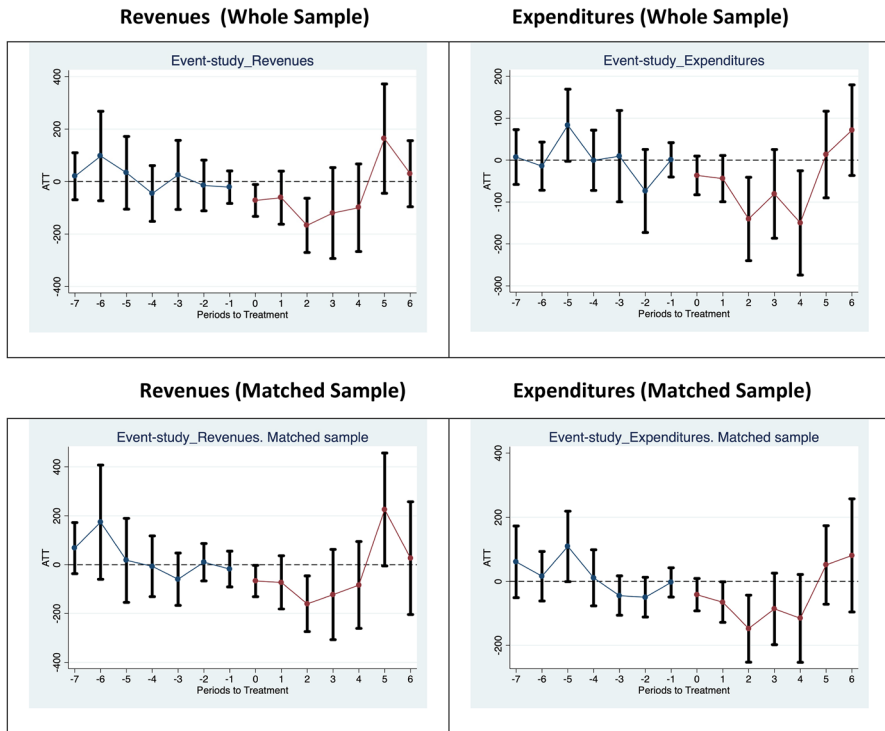 Revenues (Whole Sample)
Expenditures (Whole Sample)
Event-study_Revenues
400
200
0
-200
-400
ATT
-7 -6 -5 -4 -3 -2 -1 0 1 2 3 4 5 6
Periods to Treatment
Event-study_Expenditures
200
100
0
-100
-200
-300
ATT
-7 -6 -5 -4 -3 -2 -1 0 1 2 3 4 5 6
Periods to Treatment
Revenues (Matched Sample)
Expenditures (Matched Sample)
Event-study_Revenues. Matched sample
400
200
0
-200
-400
ATT
-7 -6 -5 -4 -3 -2 -1 0 1 2 3 4 5 6
Periods to Treatment
Event-study_Expenditures. Matched sample
400
200
0
-200
ATT
-7 -6 -5 -4 -3 -2 -1 0 1 2 3 4 5 6
Periods to Treatment